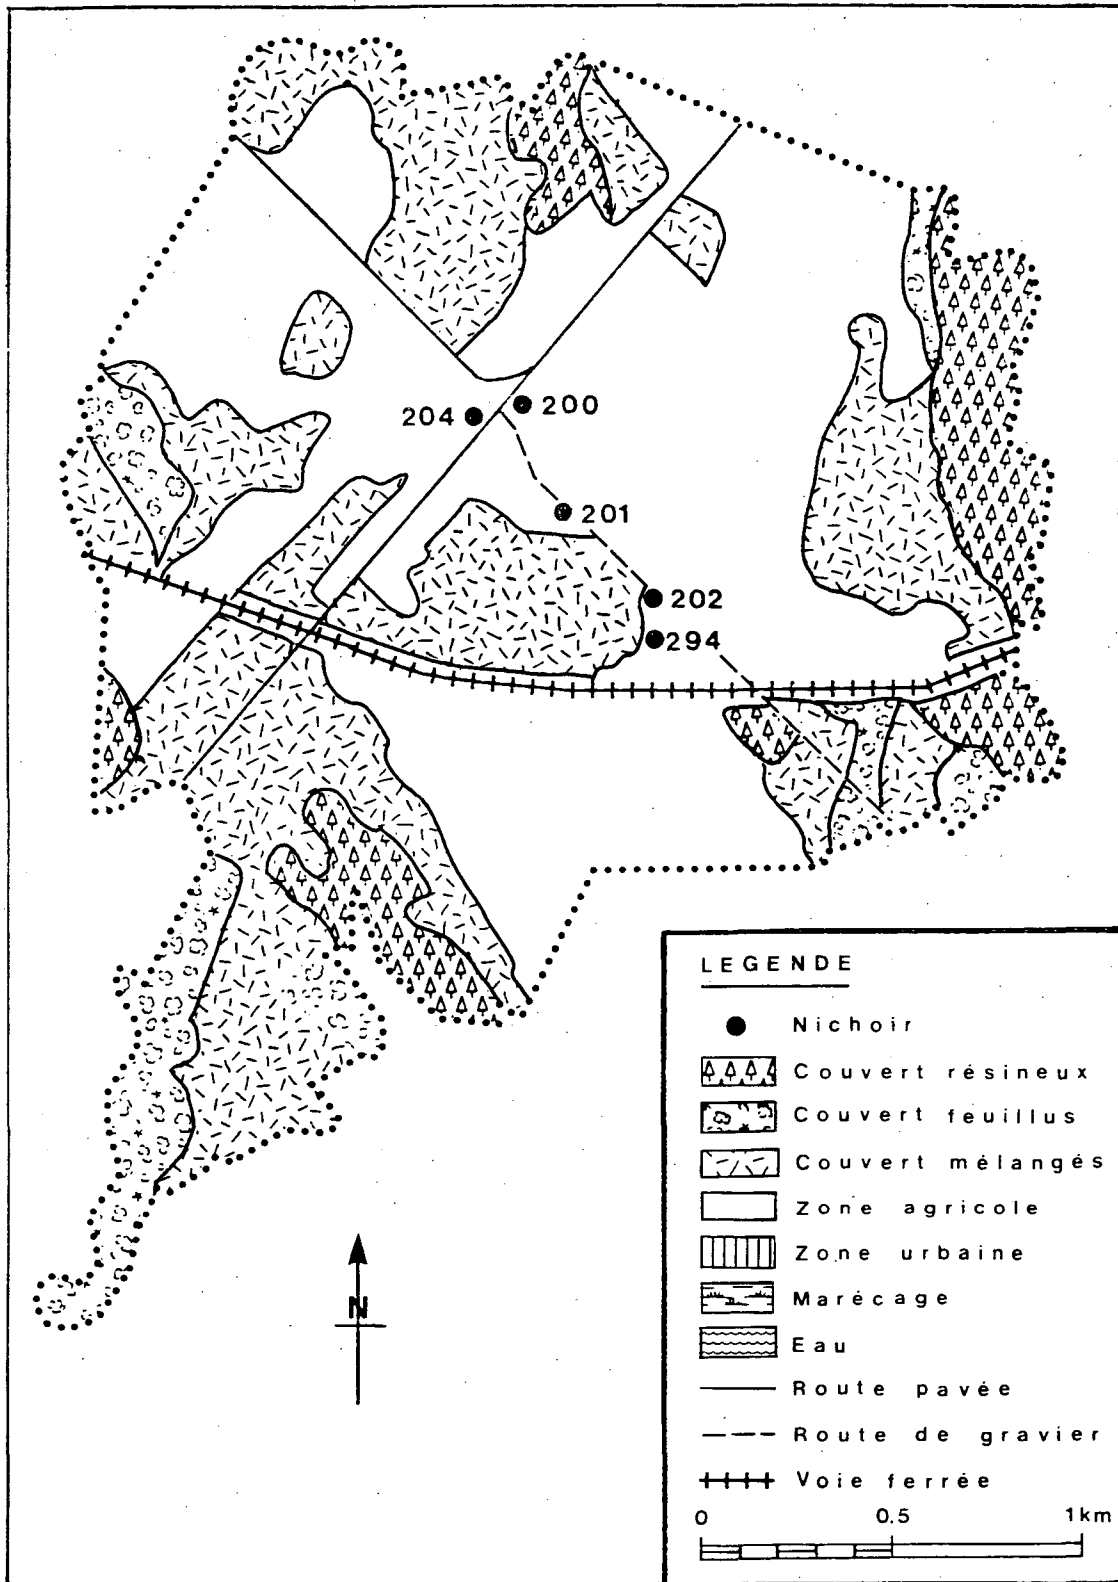 204
200
201
202
294
N
LEGENDE
Nichoir
Couvert résineux
Couvert feuillus
Couvert mélangés
Zone agricole
Zone urbaine
Marécage
Eau
Route pavée
Route de gravier
Voie ferrée
0 0.5 1km